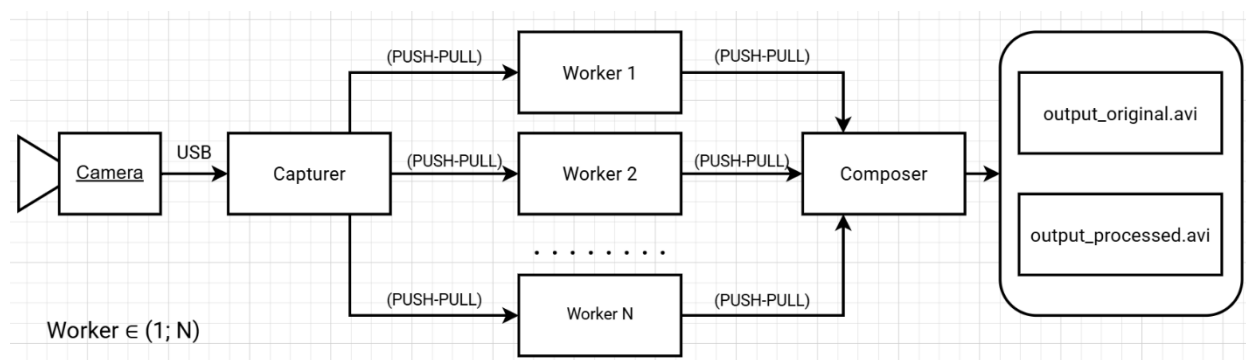 (PUSH-PULL)
Worker 1
(PUSH-PULL)
output_original.avi
Camera
USB
Capturer
(PUSH-PULL)
Worker 2
(PUSH-PULL)
Composer
output_processed.avi
. . . . . . . .
(PUSH-PULL)
Worker N
(PUSH-PULL)
Worker ∈ (1; N)